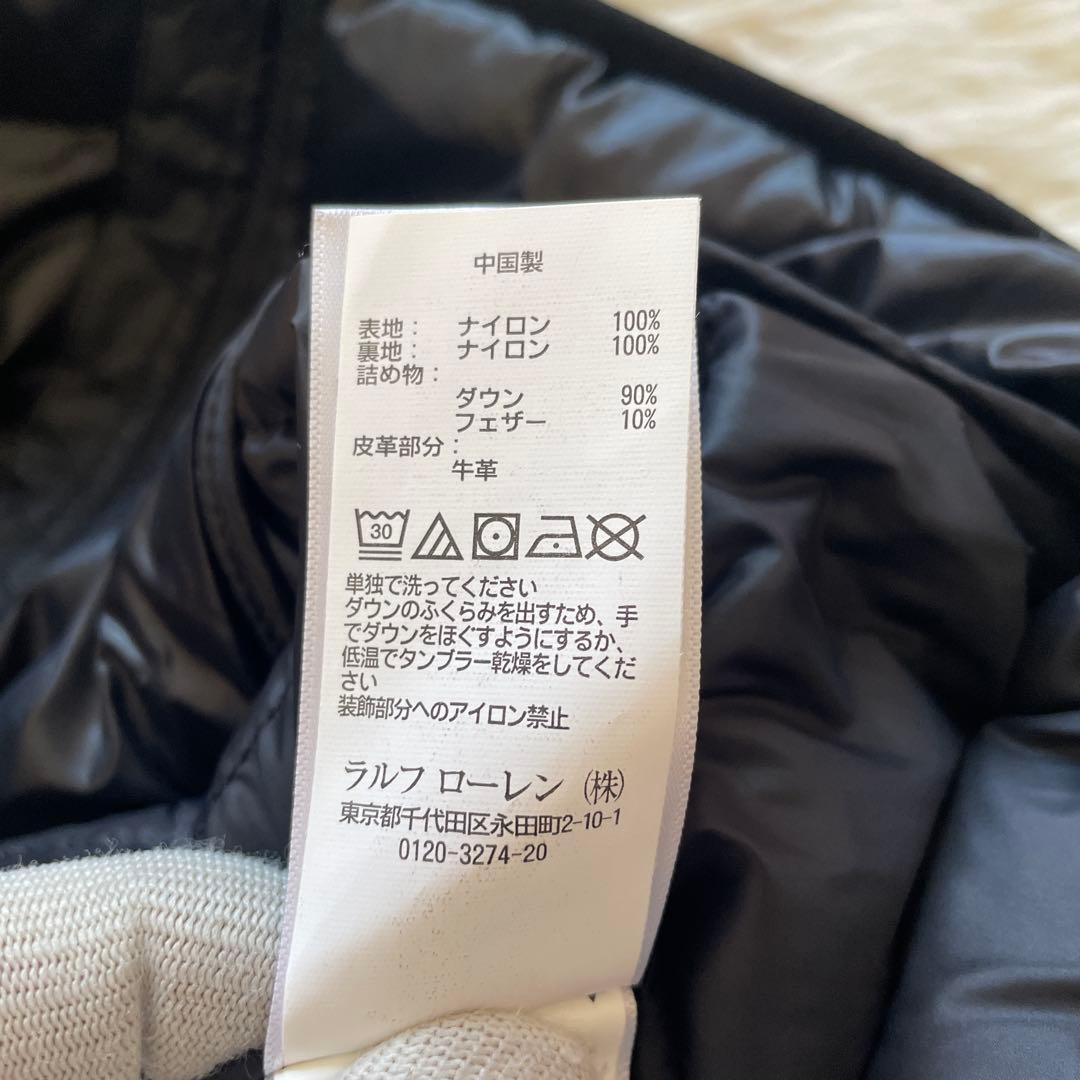 中国製
表地： ナイロン 100%
裏地： ナイロン 100%
詰め物：
ダウン 90%
フェザー 10%
皮革部分：
牛革
30
単独で洗ってください
ダウンのふくらみを出すため、手
でダウンをほぐすようにするか、
低温でタンブラー乾燥をしてくだ
さい
装飾部分へのアイロン禁止
ラルフ ローレン（株）
東京都千代田区永田町2-10-1
0120-3274-20